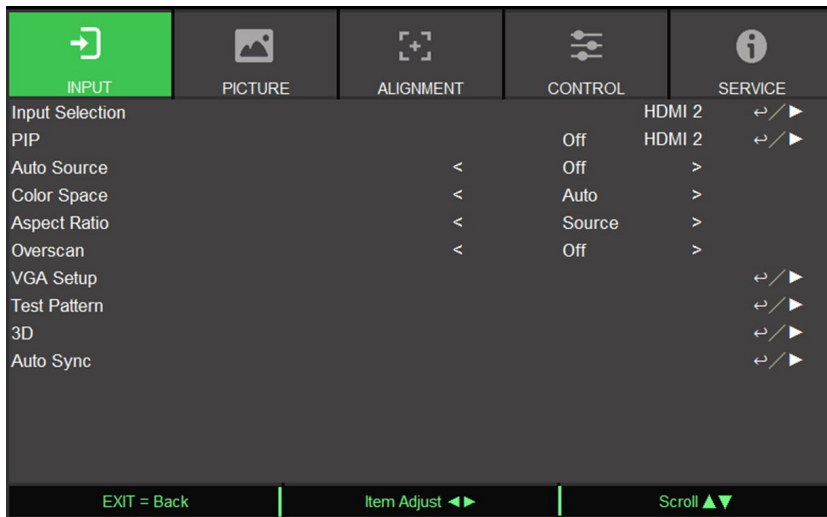 INPUT PICTURE ALIGNMENT CONTROL SERVICE
Input Selection HDMI 2 ↩/▶
PIP Off HDMI 2 ↩/▶
Auto Source < Off >
Color Space < Auto >
Aspect Ratio < Source >
Overscan < Off >
VGA Setup ↩/▶
Test Pattern ↩/▶
3D ↩/▶
Auto Sync ↩/▶
EXIT = Back Item Adjust ◀▶ Scroll ▲▼